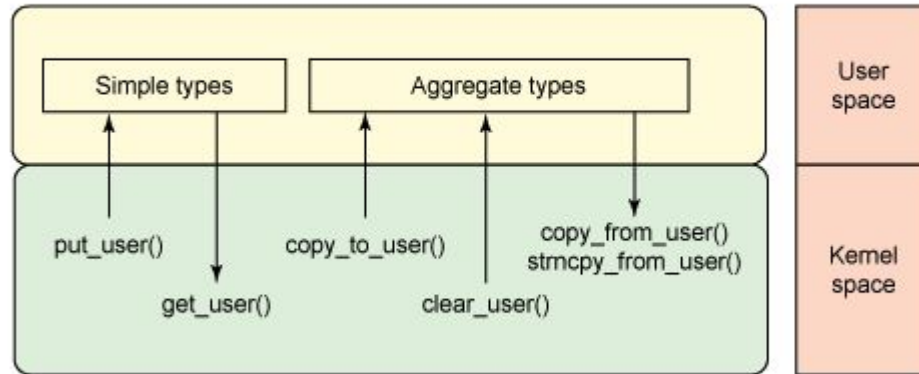 Simple types
Aggregate types
User
space
put_user()
copy_to_user()
copy_from_user()
strncpy_from_user()
get_user()
clear_user()
Kernel
space